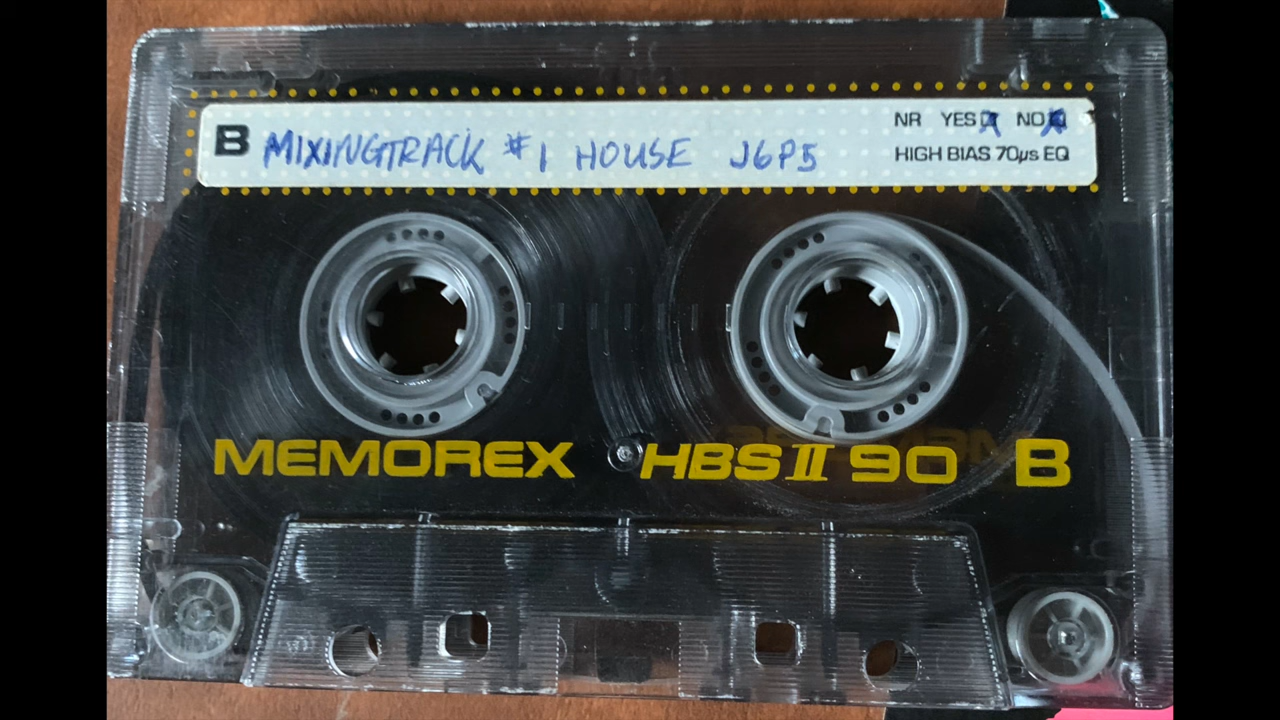 B MIXINGTRACK #1 HOUSE J6P5
NR YES NO
HIGH BIAS 70µs EQ
MEMOREX HBS II 90 B